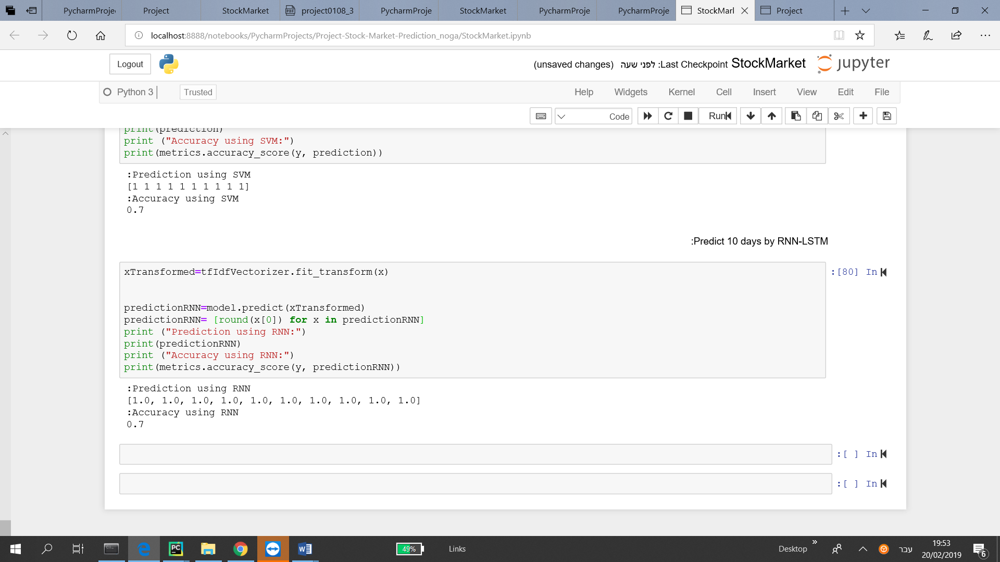 PycharmProje
Project
StockMarket
project0108_3
PycharmProje
StockMarket
PycharmProje
PycharmProje
StockMarl
Project
localhost:8888/notebooks/PycharmProjects/Project-Stock-Market-Prediction_noga/StockMarket.ipynb
Logout
(unsaved changes) לפני שעה :Last Checkpoint StockMarket
jupyter
Python 3
Trusted
Help Widgets Kernel Cell Insert View Edit File
Code
Run
print(prediction)
print ("Accuracy using SVM:")
print(metrics.accuracy_score(y, prediction))
:Prediction using SVM
[1 1 1 1 1 1 1 1 1 1]
:Accuracy using SVM
0.7
:Predict 10 days by RNN-LSTM
:[80] In
xTransformed=tfIdfVectorizer.fit_transform(x)
predictionRNN=model.predict(xTransformed)
predictionRNN= [round(x[0]) for x in predictionRNN]
print ("Prediction using RNN:")
print(predictionRNN)
print ("Accuracy using RNN:")
print(metrics.accuracy_score(y, predictionRNN))
:Prediction using RNN
[1.0, 1.0, 1.0, 1.0, 1.0, 1.0, 1.0, 1.0, 1.0, 1.0]
:Accuracy using RNN
0.7
:[ ] In
:[ ] In
49%
Links
Desktop
עבר
19:53
20/02/2019
6